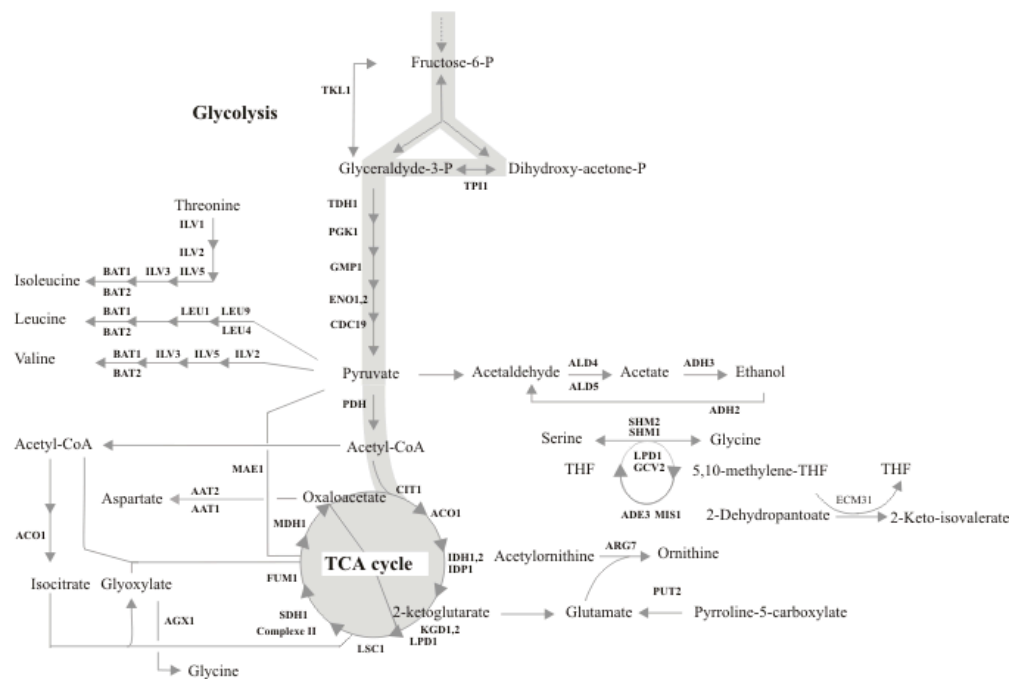 Fructose-6-P
TKL1
Glycolysis
Glyceraldyde-3-P
Dihydroxy-acetone-P
TPI1
Threonine
TDH1
ILV1
PGK1
ILV2
GMP1
Isoleucine
BAT1 ILV3 ILV5
BAT2
ENO1,2
Leucine
BAT1 LEU1 LEU9
BAT2 LEU4
CDC19
Valine
BAT1 ILV3 ILV5 ILV2
BAT2
Pyruvate
Acetaldehyde
ALD4
ALD5
Acetate
ADH3
Ethanol
ADH2
PDH
SHM2
SHM1
Serine
Glycine
Acetyl-CoA
Acetyl-CoA
LPD1
GCV2
THF
5,10-methylene-THF
THF
MAE1
CIT1
Aspartate
AAT2
AAT1
Oxaloacetate
ECM31
ADE3 MIS1
2-Dehydropantoate
2-Keto-isovalerate
ACO1
MDH1
ACO1
TCA cycle
IDH1,2
IDP1
Acetylornithine
ARG7
Ornithine
Isocitrate
Glyoxylate
FUM1
PUT2
2-ketoglutarate
Glutamate
Pyrroline-5-carboxylate
AGX1
SDH1
Complexe II
KGD1,2
LPD1
LSC1
Glycine